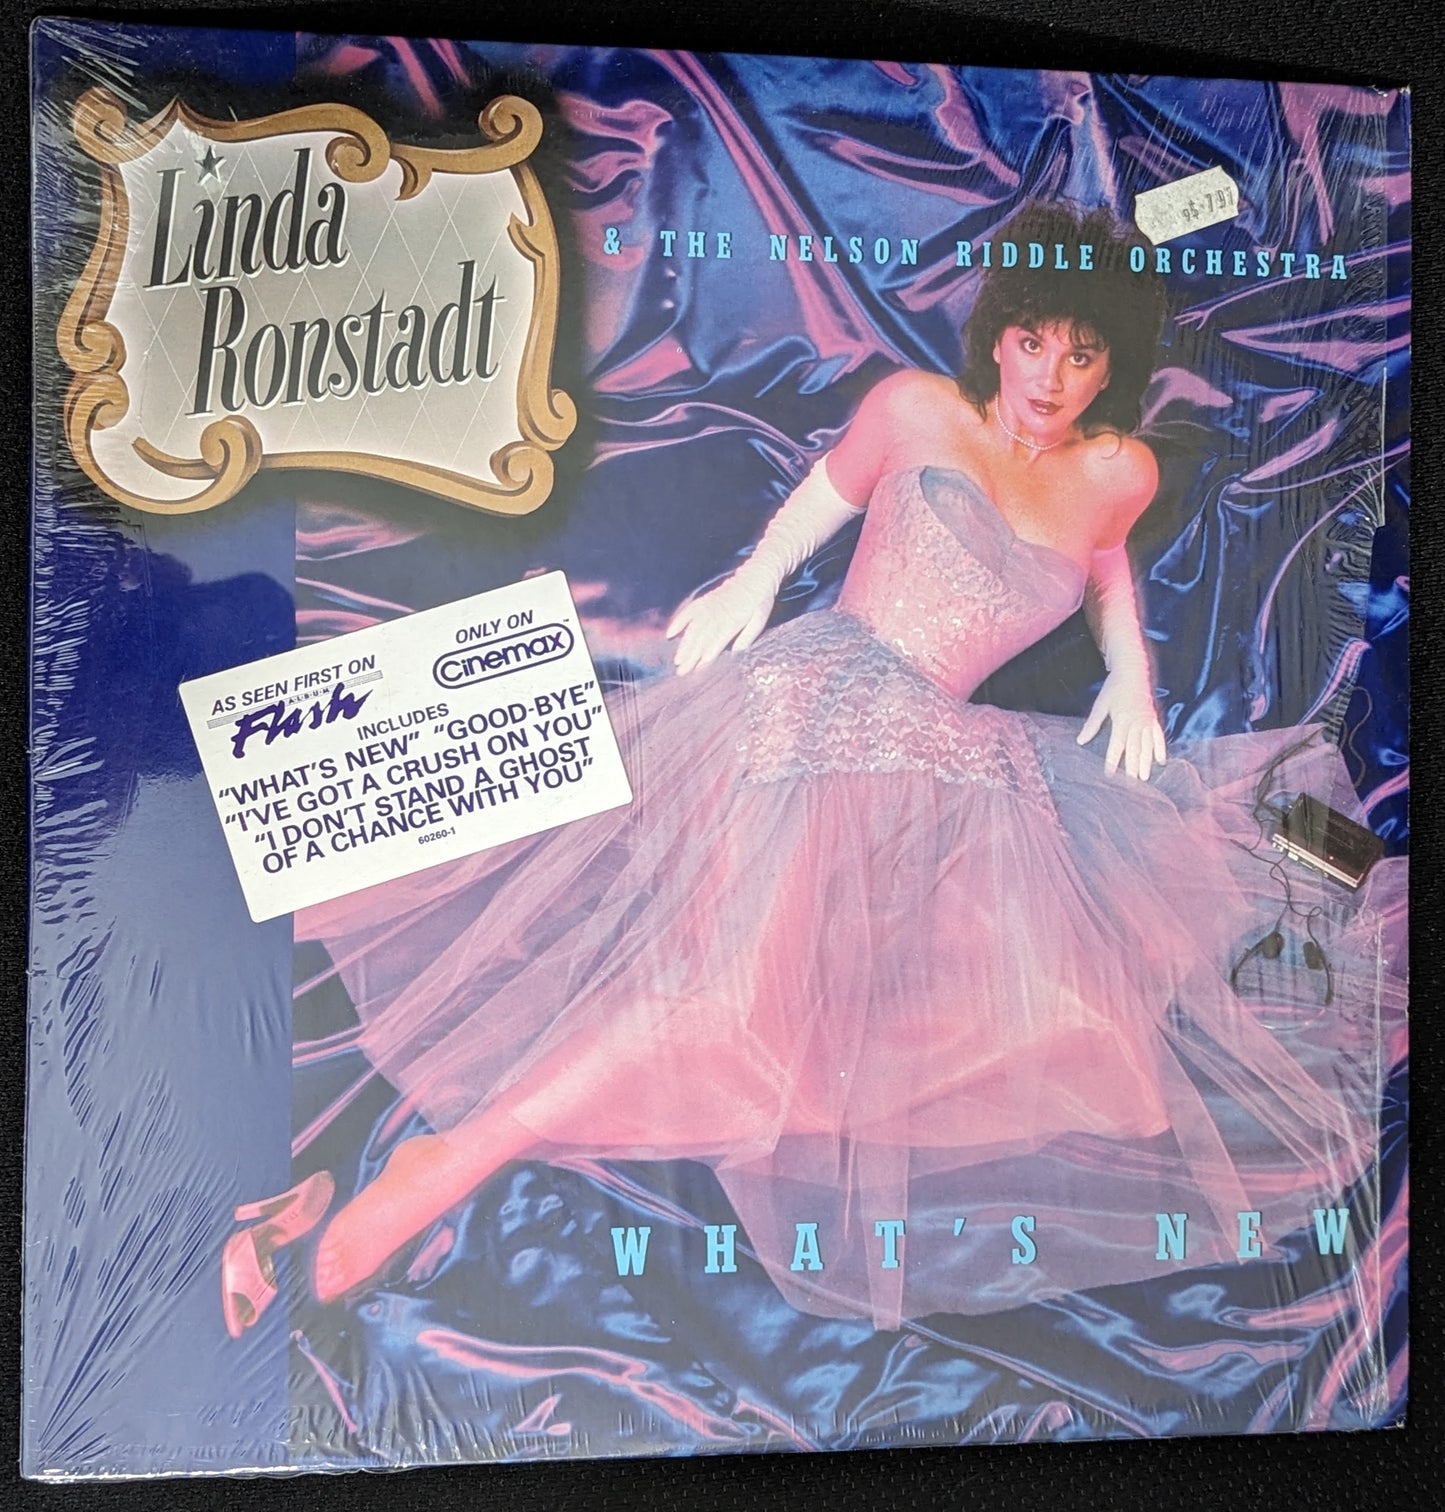 Linda
Ronstadt
& THE NELSON RIDDLE ORCHESTRA
AS SEEN FIRST ON
ALBUM
Flash
ONLY ON
Cinemax™
INCLUDES
"WHAT'S NEW" "GOOD-BYE"
"I'VE GOT A CRUSH ON YOU"
"I DON'T STAND A GHOST
OF A CHANCE WITH YOU"
60260-1
WHAT'S NEW